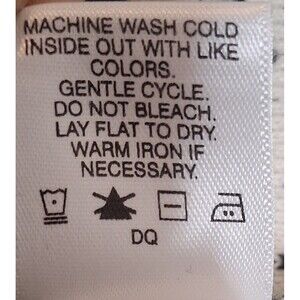 MACHINE WASH COLD
INSIDE OUT WITH LIKE
COLORS.
GENTLE CYCLE.
DO NOT BLEACH.
LAY FLAT TO DRY.
WARM IRON IF
NECESSARY.
DQ